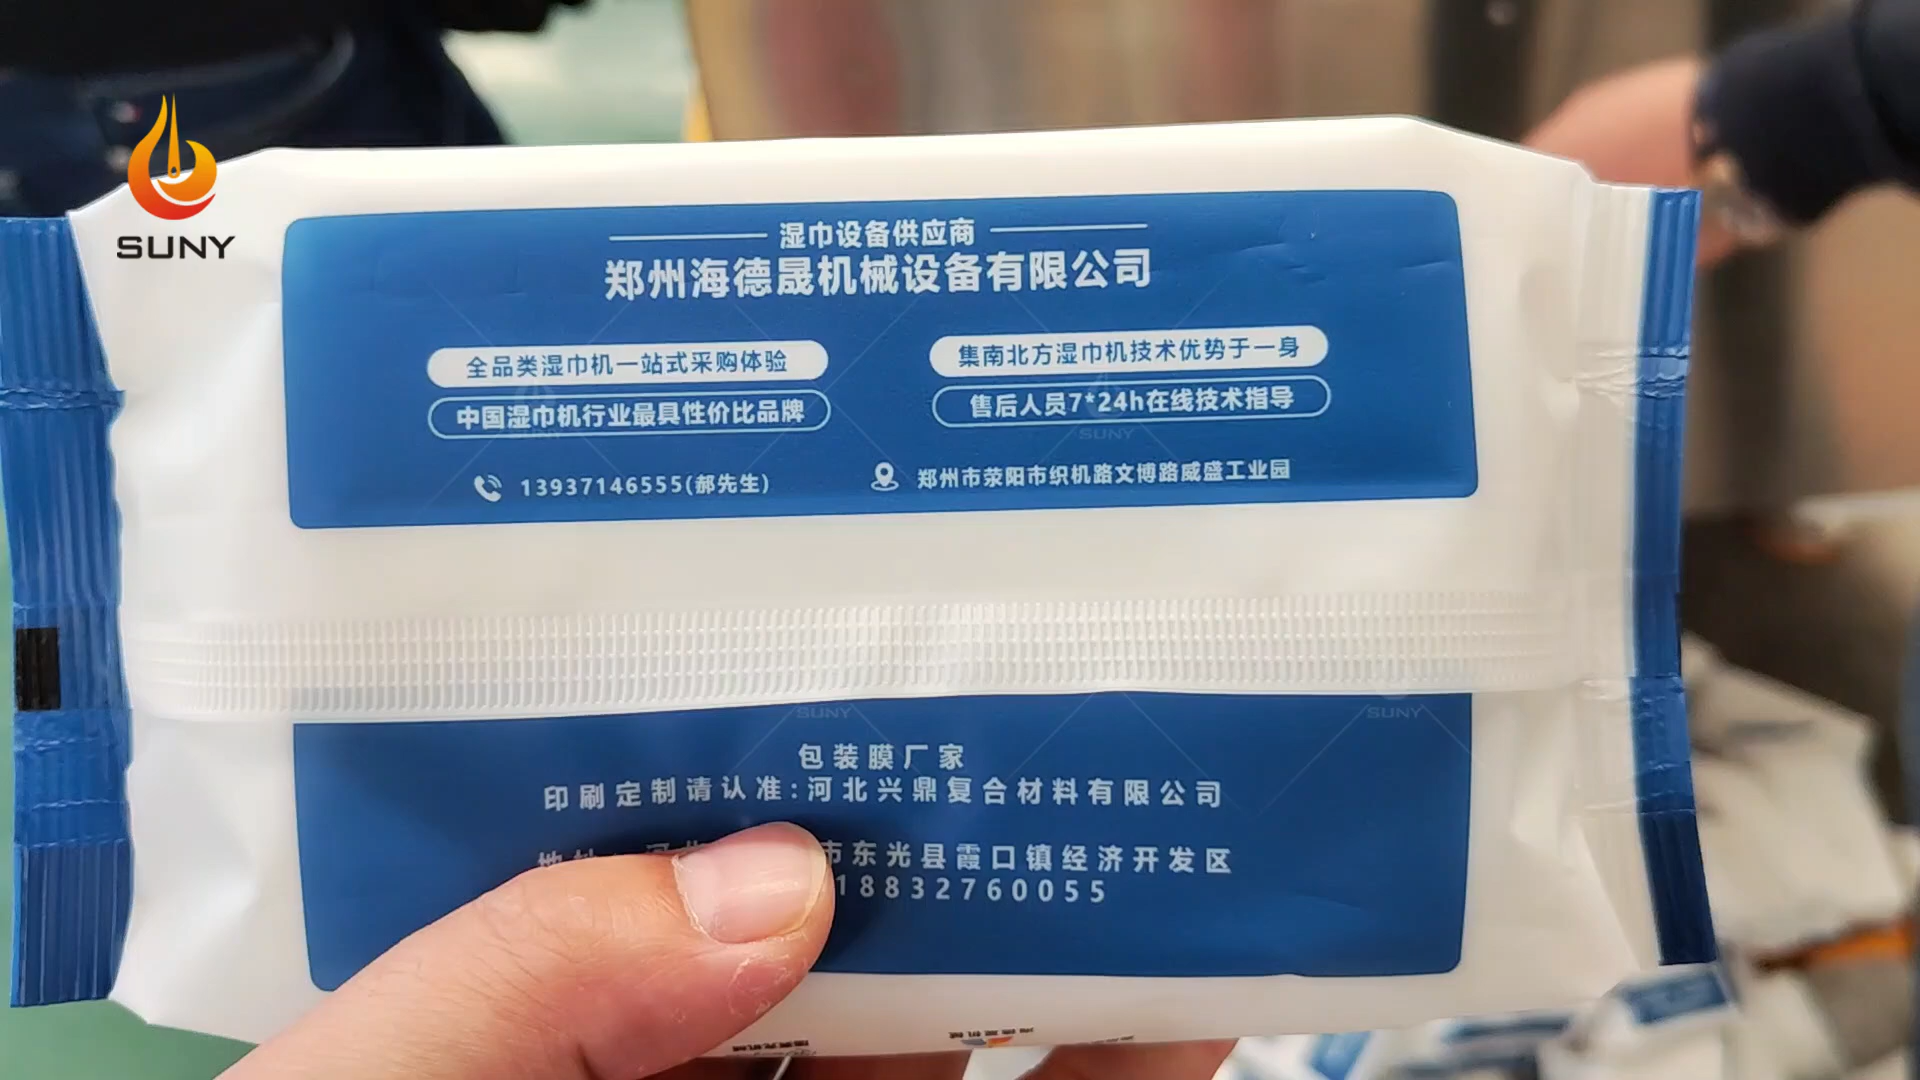 SUNY
湿巾设备供应商
郑州海德晟机械设备有限公司
全品类湿巾机一站式采购体验
集南北方湿巾机技术优势于一身
中国湿巾机行业最具性价比品牌
售后人员7*24h在线技术指导
13937146555(郝先生)
郑州市荥阳市织机路文博路威盛工业园
SUNY
SUNY
SUNY
包装膜厂家
印刷定制请认准:河北兴鼎复合材料有限公司
市东光县霞口镇经济开发区
18832760055